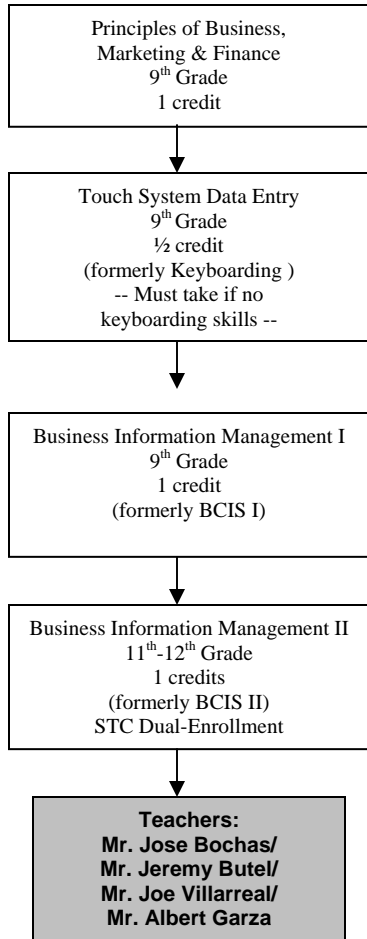 Principles of Business,
Marketing & Finance
9th Grade
1 credit
Touch System Data Entry
9th Grade
½ credit
(formerly Keyboarding )
-- Must take if no
keyboarding skills --
Business Information Management I
9th Grade
1 credit
(formerly BCIS I)
Business Information Management II
11th-12th Grade
1 credits
(formerly BCIS II)
STC Dual-Enrollment
Teachers:
Mr. Jose Bochas/
Mr. Jeremy Butel/
Mr. Joe Villarreal/
Mr. Albert Garza